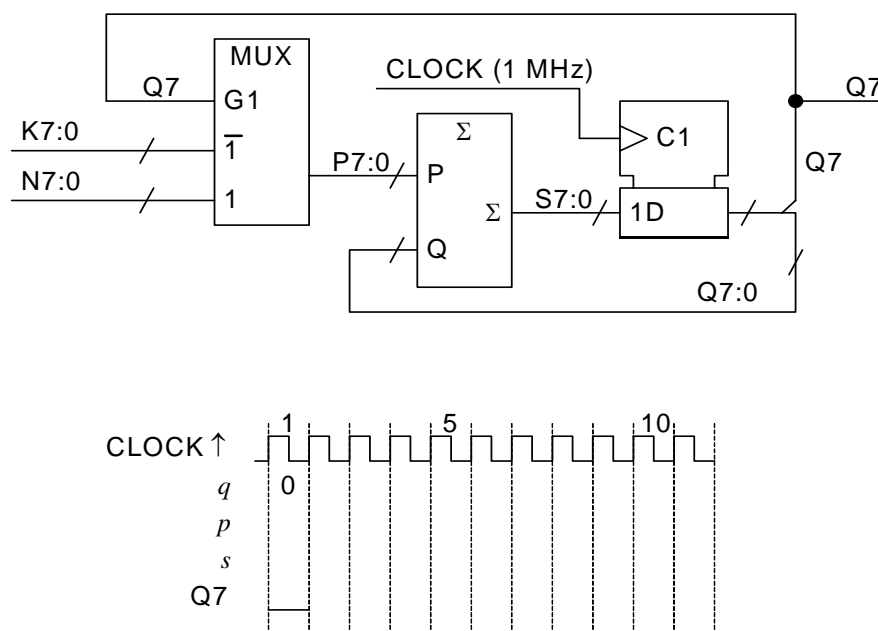 MUX
Q7
G1
CLOCK (1 MHz)
Q7
K7:0
1̅
Σ
C1
P7:0
P
Q7
N7:0
1
Σ
S7:0
1D
Q
Q7:0
1 5 10
CLOCK ↑
q 0
p
s
Q7